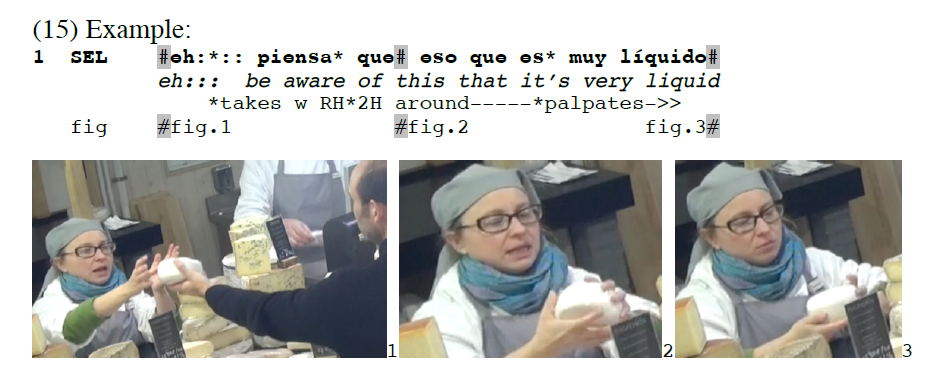 (15) Example:
1 SEL #eh:*:: piensa* que# eso que es* muy líquido#
eh::: be aware of this that it's very liquid
*takes w RH*2H around-----*palpates->>
fig #fig.1 #fig.2 fig.3#
1 2 3